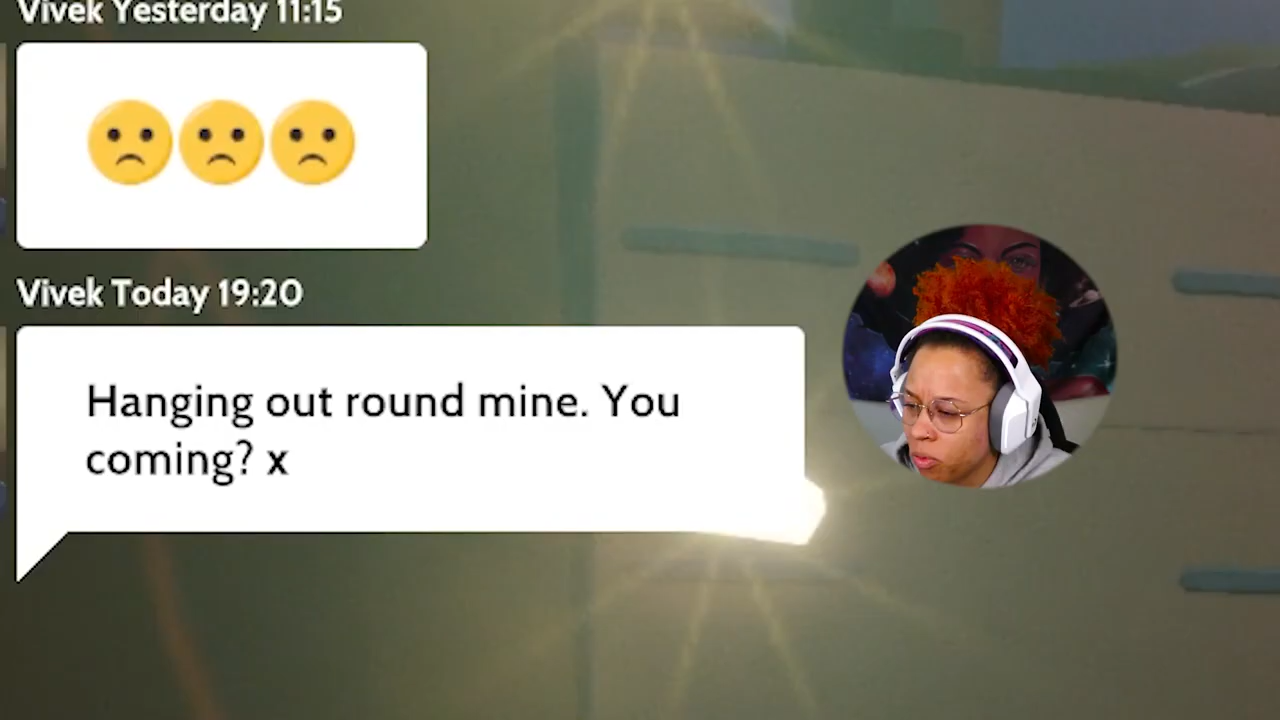 Vivek Yesterday 11:15
🙁🙁🙁
Vivek Today 19:20
Hanging out round mine. You
coming? x